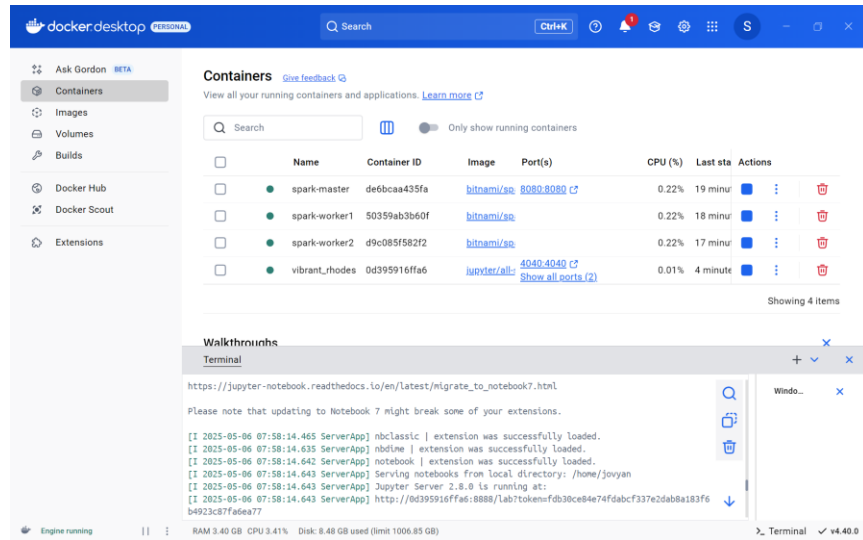 docker.desktop PERSONAL
Search Ctrl+K 1 S
Ask Gordon BETA
Containers
Images
Volumes
Builds
Docker Hub
Docker Scout
Extensions
Containers Give feedback
View all your running containers and applications. Learn more
Search Only show running containers
Name Container ID Image Port(s) CPU (%) Last sta Actions
spark-master de6bcaa435fa bitnami/sp 8080:8080 0.22% 19 minut
spark-worker1 50359ab3b60f bitnami/sp 0.22% 18 minut
spark-worker2 d9c085f582f2 bitnami/sp 0.22% 17 minut
vibrant_rhodes 0d395916ffa6 jupyter/all-s 4040:4040 0.01% 4 minute
Show all ports (2)
Showing 4 items
Walkthroughs
Terminal
https://jupyter-notebook.readthedocs.io/en/latest/migrate_to_notebook7.html
Please note that updating to Notebook 7 might break some of your extensions.
[I 2025-05-06 07:58:14.465 ServerApp] nbclassic | extension was successfully loaded.
[I 2025-05-06 07:58:14.635 ServerApp] nbdime | extension was successfully loaded.
[I 2025-05-06 07:58:14.642 ServerApp] notebook | extension was successfully loaded.
[I 2025-05-06 07:58:14.643 ServerApp] Serving notebooks from local directory: /home/jovyan
[I 2025-05-06 07:58:14.643 ServerApp] Jupyter Server 2.8.0 is running at:
[I 2025-05-06 07:58:14.643 ServerApp] http://0d395916ffa6:8888/lab?token=fdb30ce84e74fdabcf337e2dab8a183f6
b4923c87fa6ea77
Windo...
Engine running RAM 3.40 GB CPU 3.41% Disk: 8.48 GB used (limit 1006.85 GB) Terminal v4.40.0